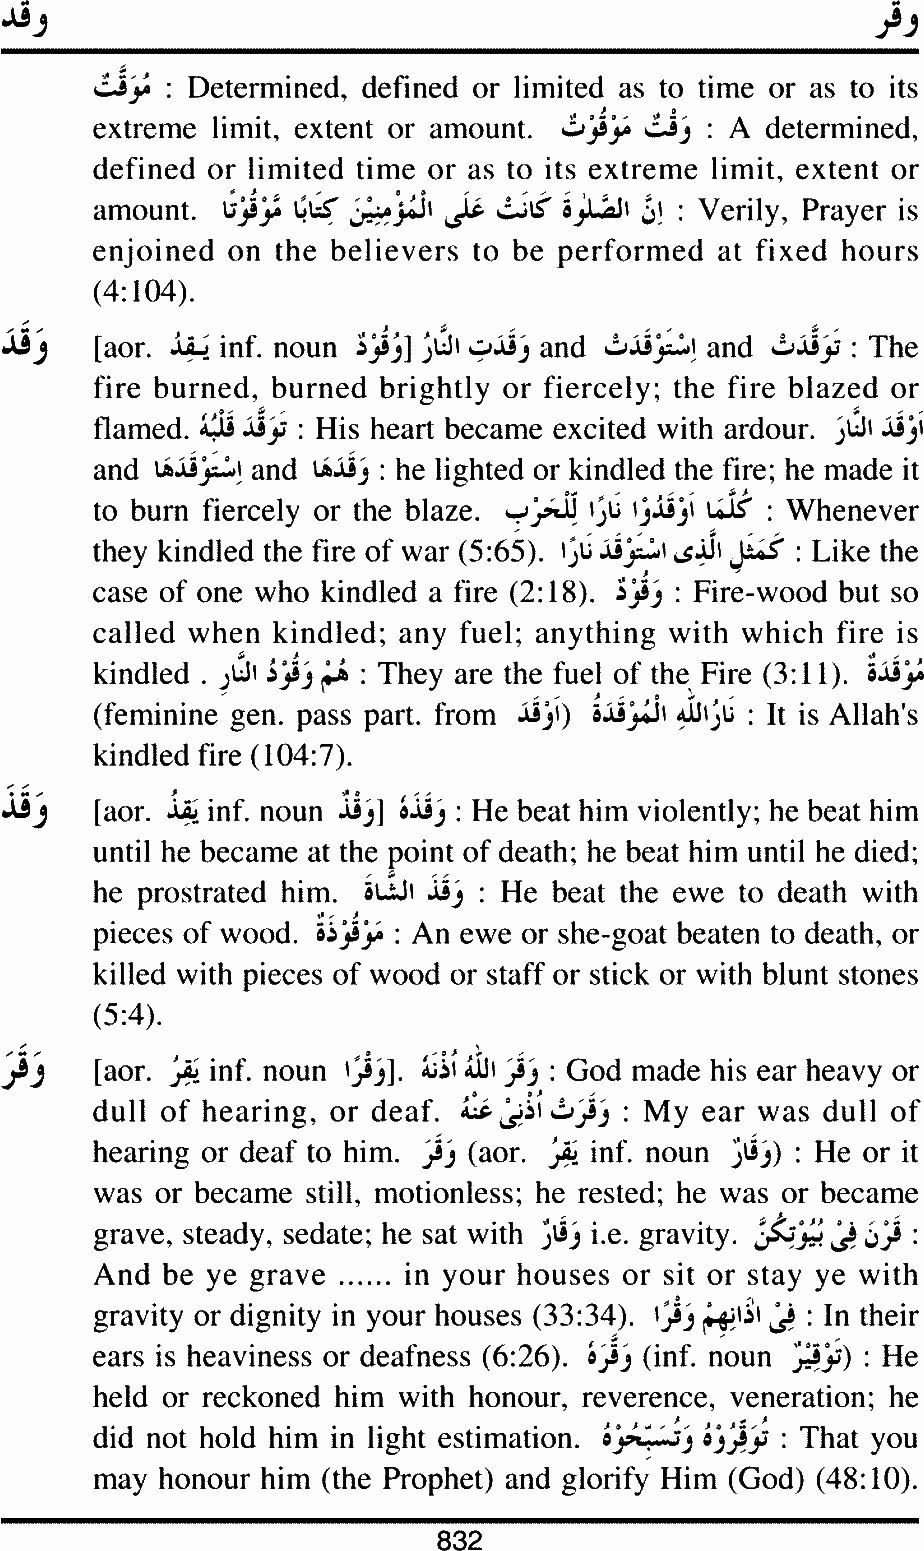 وقد وقر
مُوَقَّتٌ : Determined, defined or limited as to time or as to its
extreme limit, extent or amount. وَقْتٌ مَوْقُوْتٌ : A determined,
defined or limited time or as to its extreme limit, extent or
amount. اِنَّ الصَّلٰوةَ كَانَتْ عَلَى الْمُؤْمِنِيْنَ كِتَابًا مَّوْقُوْتًا : Verily, Prayer is
enjoined on the believers to be performed at fixed hours
(4:104).
وَقَدَ [aor. يَقِدُ inf. noun وُقُوْدٌ] وَقَدَتِ النَّارُ and اِسْتَوْقَدَتْ and تَوَقَّدَتْ : The
fire burned, burned brightly or fiercely; the fire blazed or
flamed. تَوَقَّدَ قَلْبُهٗ : His heart became excited with ardour. اَوْقَدَ النَّارَ
and اِسْتَوْقَدَهَا and وَقَدَهَا : he lighted or kindled the fire; he made it
to burn fiercely or the blaze. كُلَّمَا اَوْقَدُوْا نَارًا لِّلْحَرْبِ : Whenever
they kindled the fire of war (5:65). كَمَثَلِ الَّذِى اسْتَوْقَدَ نَارًا : Like the
case of one who kindled a fire (2:18). وَقُوْدٌ : Fire-wood but so
called when kindled; any fuel; anything with which fire is
kindled . هُمْ وَقُوْدُ النَّارِ : They are the fuel of the Fire (3:11). مُوْقَدَةٌ
(feminine gen. pass part. from اَوْقَدَ) نَارُاللّٰهِ الْمُوْقَدَةُ : It is Allah's
kindled fire (104:7).
وَقَذَ [aor. يَقِذُ inf. noun وَقْذٌ] وَقَذَهٗ : He beat him violently; he beat him
until he became at the point of death; he beat him until he died;
he prostrated him. وَقَذَ الشَّاةَ : He beat the ewe to death with
pieces of wood. مَوْقُوْذَةٌ : An ewe or she-goat beaten to death, or
killed with pieces of wood or staff or stick or with blunt stones
(5:4).
وَقَرَ [aor. يَقِرُ inf. noun وَقْرًا]. وَقَرَ اللّٰهُ اُذْنَهٗ : God made his ear heavy or
dull of hearing, or deaf. وَقَرَتْ اُذْنِىْ عَنْهُ : My ear was dull of
hearing or deaf to him. وَقَرَ (aor. يَقِرُ inf. noun وَقَارٌ) : He or it
was or became still, motionless; he rested; he was or became
grave, steady, sedate; he sat with وَقَارٌ i.e. gravity. قَرْنَ فِىْ بُيُوْتِكُنَّ :
And be ye grave ...... in your houses or sit or stay ye with
gravity or dignity in your houses (33:34). فِىْ اٰذَانِهِمْ وَقْرًا : In their
ears is heaviness or deafness (6:26). وَقَّرَهٗ (inf. noun تَوْقِيْرٌ) : He
held or reckoned him with honour, reverence, veneration; he
did not hold him in light estimation. تُوَقِّرُوْهُ وَتُسَبِّحُوْهُ : That you
may honour him (the Prophet) and glorify Him (God) (48:10).
832